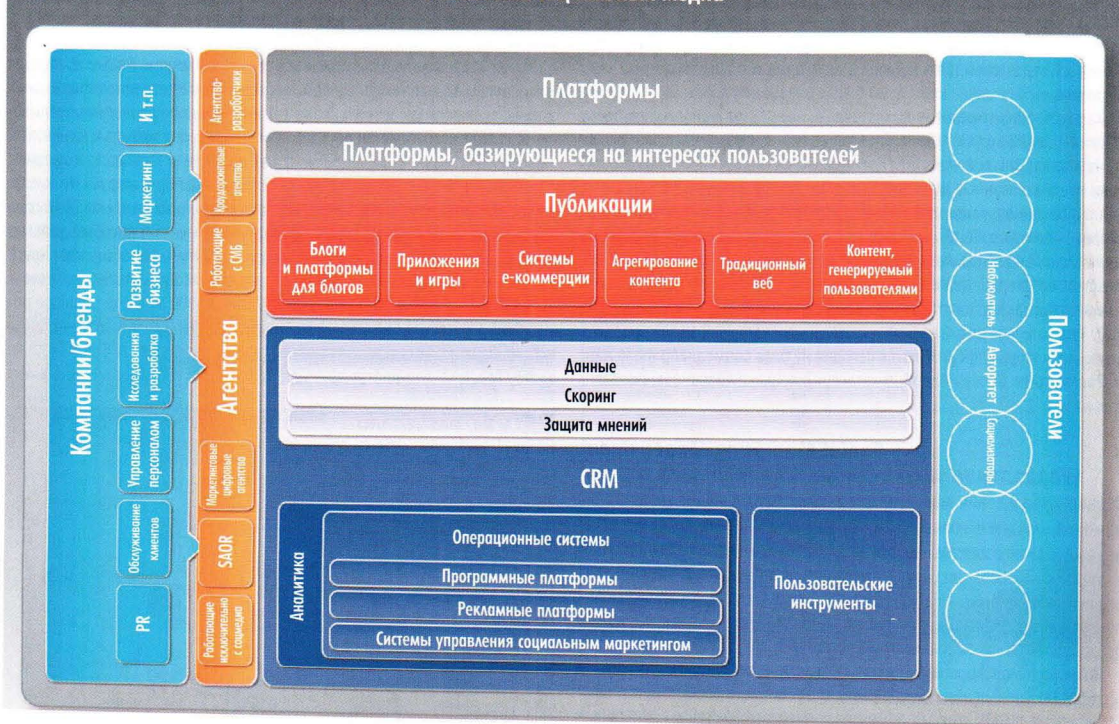 Компании/бренды
И т.п.
Маркетинг
Развитие
бизнеса
Исследования
и разработка
Управление
персоналом
Обслуживание
клиентов
PR
Агентства-
разработчики
Краудсорсинговые
агентства
Работающие
с СМБ
Агентства
Маркетинговые
цифровые
агентства
SAOR
Работающие
исключительно
с соцмедиа
Платформы
Платформы, базирующиеся на интересах пользователей
Публикации
Блоги
и платформы
для блогов
Приложения
и игры
Системы
е-коммерции
Агрегирование
контента
Традиционный
веб
Контент,
генерируемый
пользователями
Данные
Скоринг
Защита мнений
CRM
Аналитика
Операционные системы
Программные платформы
Рекламные платформы
Системы управления социальным маркетингом
Пользовательские
инструменты
Наблюдатель
Авторитет
Социалиаторы
Пользователи